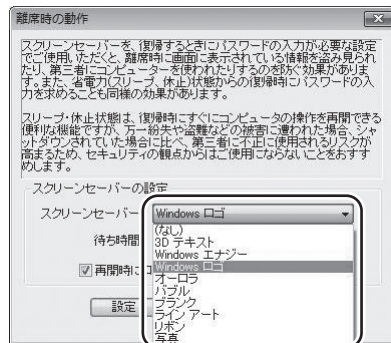 離席時の動作
スクリーンセーバーを、復帰するときにパスワードの入力が必要な設定
でご使用いただくと、離席時に画面に表示されている情報を盗み見られ
たり、第三者にコンピューターを使われたりするのを防ぐ効果がありま
す。また、省電力(スリープ、休止)状態からの復帰時にパスワードの入
力を求めることも同様の効果があります。
スリープ・休止状態は、復帰時にすぐにコンピュータの操作を再開できる
便利な機能ですが、万一紛失や盗難などの被害に遭われた場合、シャ
ットダウンされていた場合に比べ、第三者に不正に使用されるリスクが
高まるため、セキュリティの観点からはご使用にならないことをおすす
めします。
スクリーンセーバーの設定
スクリーンセーバー Windows ロゴ
待ち時間
(なし)
3D テキスト
Windows エナジー
Windows ロゴ
オーロラ
バブル
ブランク
ライン アート
リボン
写真
再開時に
設定